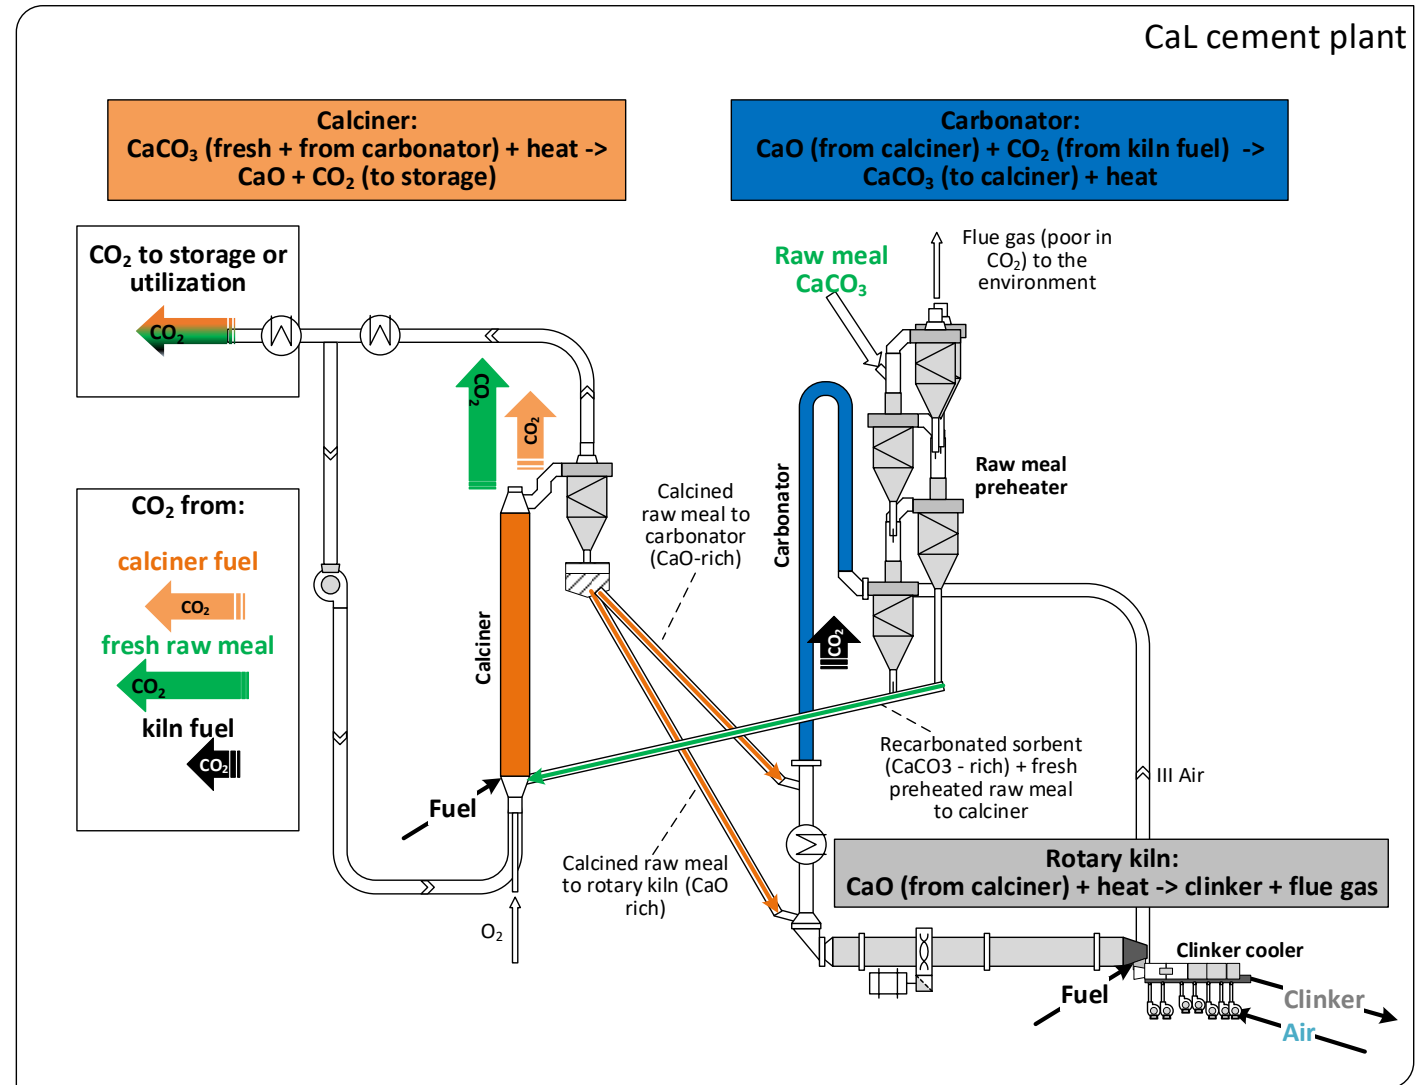 CaL cement plant
Calciner:
CaCO₃ (fresh + from carbonator) + heat ->
CaO + CO₂ (to storage)
Carbonator:
CaO (from calciner) + CO₂ (from kiln fuel) ->
CaCO₃ (to calciner) + heat
CO₂ to storage or
utilization
CO₂
CO₂
CO₂
Raw meal
CaCO₃
Flue gas (poor in
CO₂) to the
environment
Raw meal
preheater
Carbonator
Calcined
raw meal to
carbonator
(CaO-rich)
CO₂ from:
calciner fuel
CO₂
fresh raw meal
CO₂
kiln fuel
CO₂
Calciner
CO₂
Fuel
Recarbonated sorbent
(CaCO3 - rich) + fresh
preheated raw meal
to calciner
III Air
Calcined raw meal
to rotary kiln (CaO
rich)
O₂
Rotary kiln:
CaO (from calciner) + heat -> clinker + flue gas
Clinker cooler
Fuel
Clinker
Air